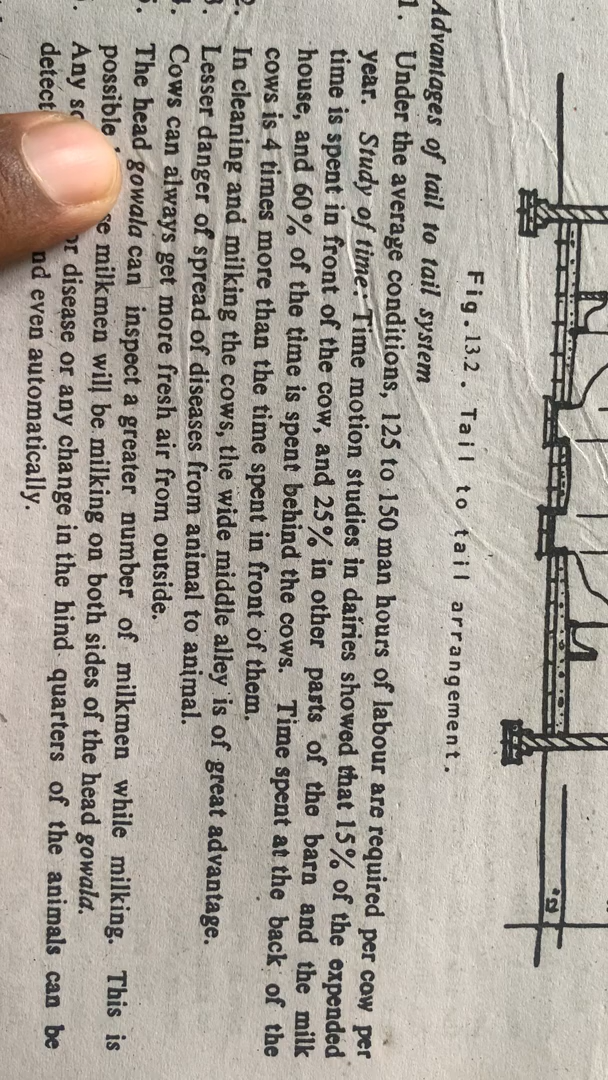 Fig. 13.2. Tail to tail arrangement.
Advantages of tail to tail system
1. Under the average conditions, 125 to 150 man hours of labour are required per cow per
year. Study of time: Time motion studies in dairies showed that 15% of the expended
time is spent in front of the cow, and 25% in other parts of the barn and the milk
house, and 60% of the time is spent behind the cows. Time spent at the back of the
cows is 4 times more than the time spent in front of them.
2. In cleaning and milking the cows, the wide middle alley is of great advantage.
3. Lesser danger of spread of diseases from animal to animal.
4. Cows can always get more fresh air from outside.
The head gowala can inspect a greater number of milkmen while milking. This is
possible milkmen will be milking on both sides of the head gowala.
Any disease or any change in the hind quarters of the animals can be
detect even automatically.